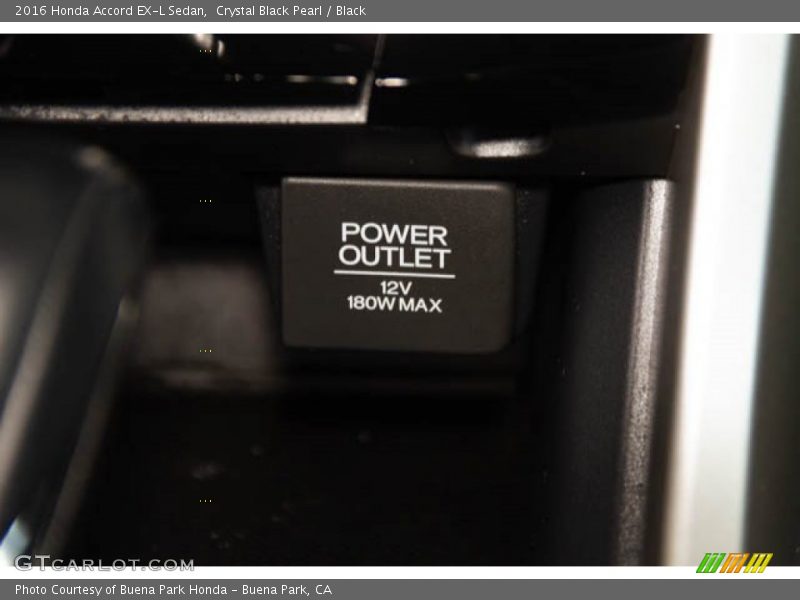 2016 Honda Accord EX-L Sedan,  Crystal Black Pearl / Black
POWER
OUTLET
12V
180W MAX
GTCARLOT.COM
Photo Courtesy of Buena Park Honda - Buena Park, CA